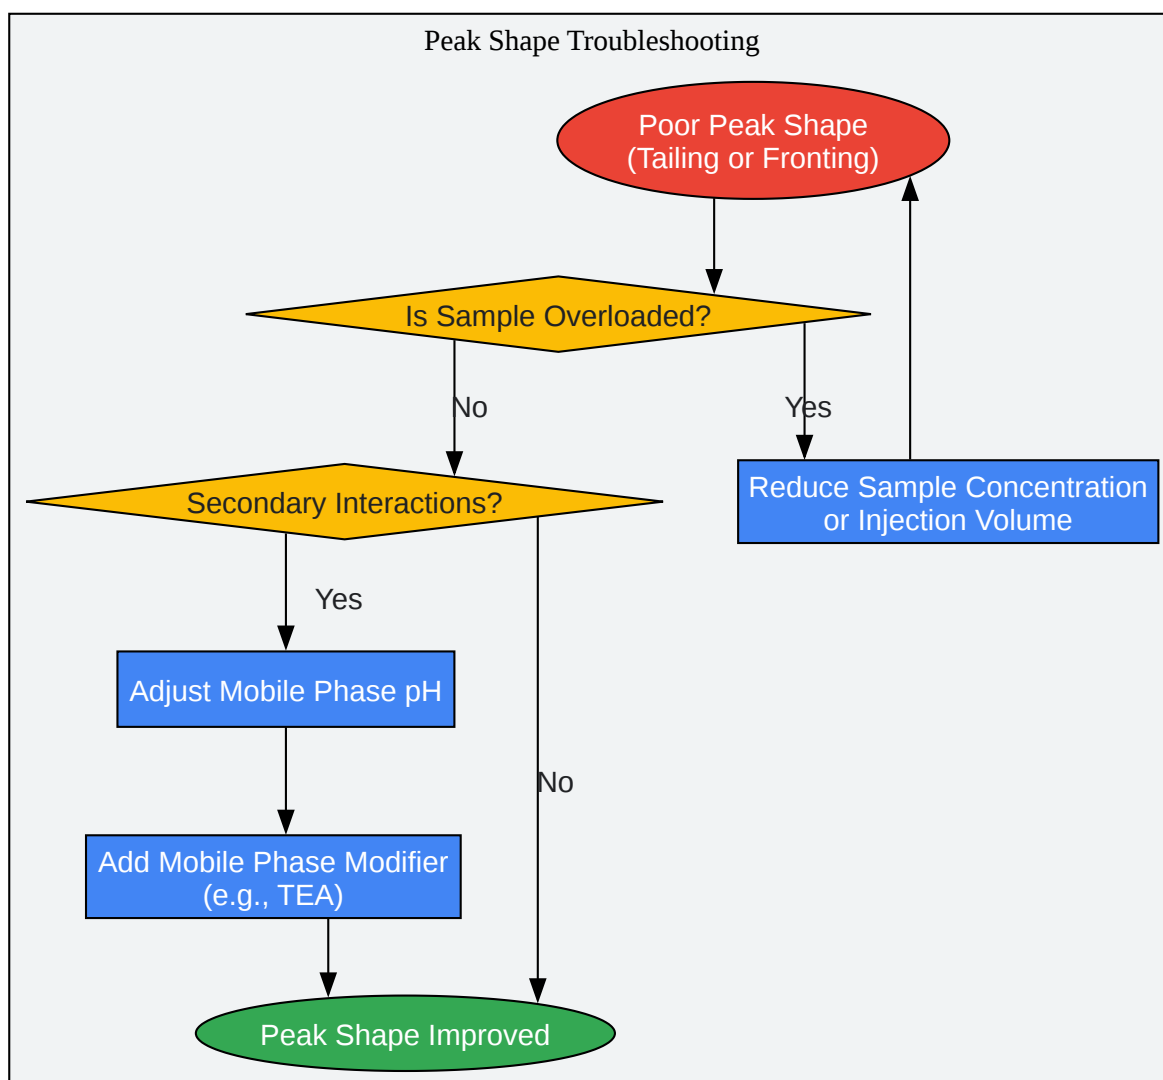 Peak Shape Troubleshooting
Poor Peak Shape
(Tailing or Fronting)
Is Sample Overloaded?
No
Yes
Secondary Interactions?
Reduce Sample Concentration
or Injection Volume
Yes
Adjust Mobile Phase pH
No
Add Mobile Phase Modifier
(e.g., TEA)
Peak Shape Improved